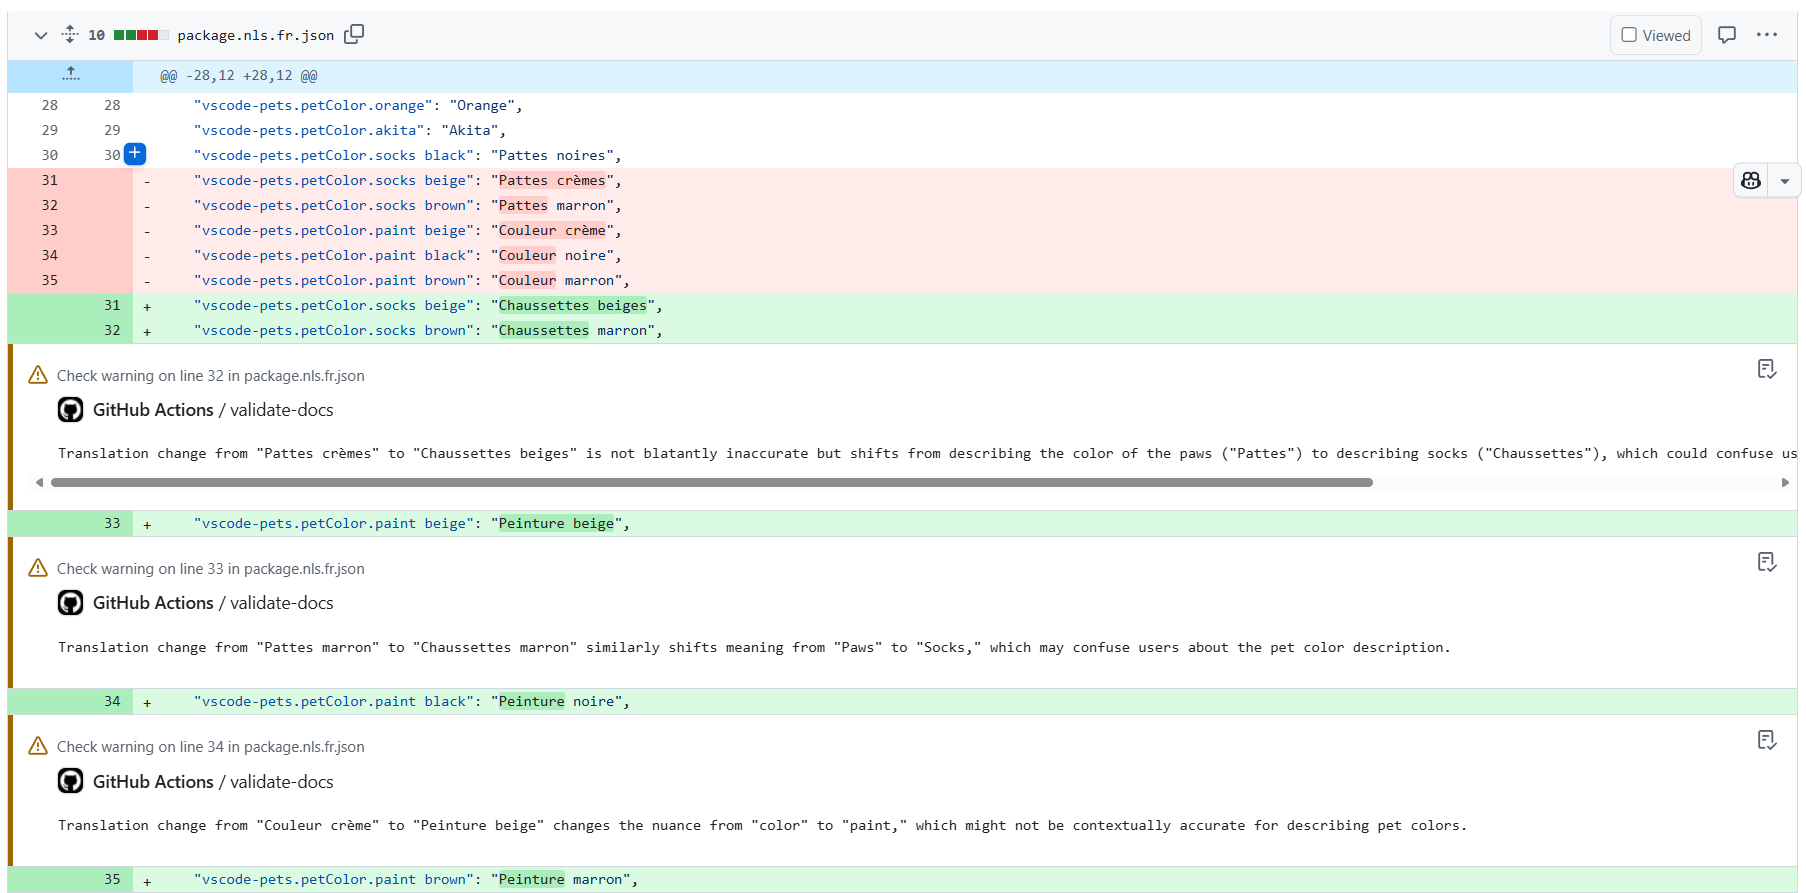 10 package.nls.fr.json Viewed
@@ -28,12 +28,12 @@
28 28 "vscode-pets.petColor.orange": "Orange",
29 29 "vscode-pets.petColor.akita": "Akita",
30 30 + "vscode-pets.petColor.socks black": "Pattes noires",
31 - "vscode-pets.petColor.socks beige": "Pattes crèmes",
32 - "vscode-pets.petColor.socks brown": "Pattes marron",
33 - "vscode-pets.petColor.paint beige": "Couleur crème",
34 - "vscode-pets.petColor.paint black": "Couleur noire",
35 - "vscode-pets.petColor.paint brown": "Couleur marron",
31 + "vscode-pets.petColor.socks beige": "Chaussettes beiges",
32 + "vscode-pets.petColor.socks brown": "Chaussettes marron",
Check warning on line 32 in package.nls.fr.json
GitHub Actions / validate-docs
Translation change from "Pattes crèmes" to "Chaussettes beiges" is not blatantly inaccurate but shifts from describing the color of the paws ("Pattes") to describing socks ("Chaussettes"), which could confuse us
33 + "vscode-pets.petColor.paint beige": "Peinture beige",
Check warning on line 33 in package.nls.fr.json
GitHub Actions / validate-docs
Translation change from "Pattes marron" to "Chaussettes marron" similarly shifts meaning from "Paws" to "Socks," which may confuse users about the pet color description.
34 + "vscode-pets.petColor.paint black": "Peinture noire",
Check warning on line 34 in package.nls.fr.json
GitHub Actions / validate-docs
Translation change from "Couleur crème" to "Peinture beige" changes the nuance from "color" to "paint," which might not be contextually accurate for describing pet colors.
35 + "vscode-pets.petColor.paint brown": "Peinture marron",